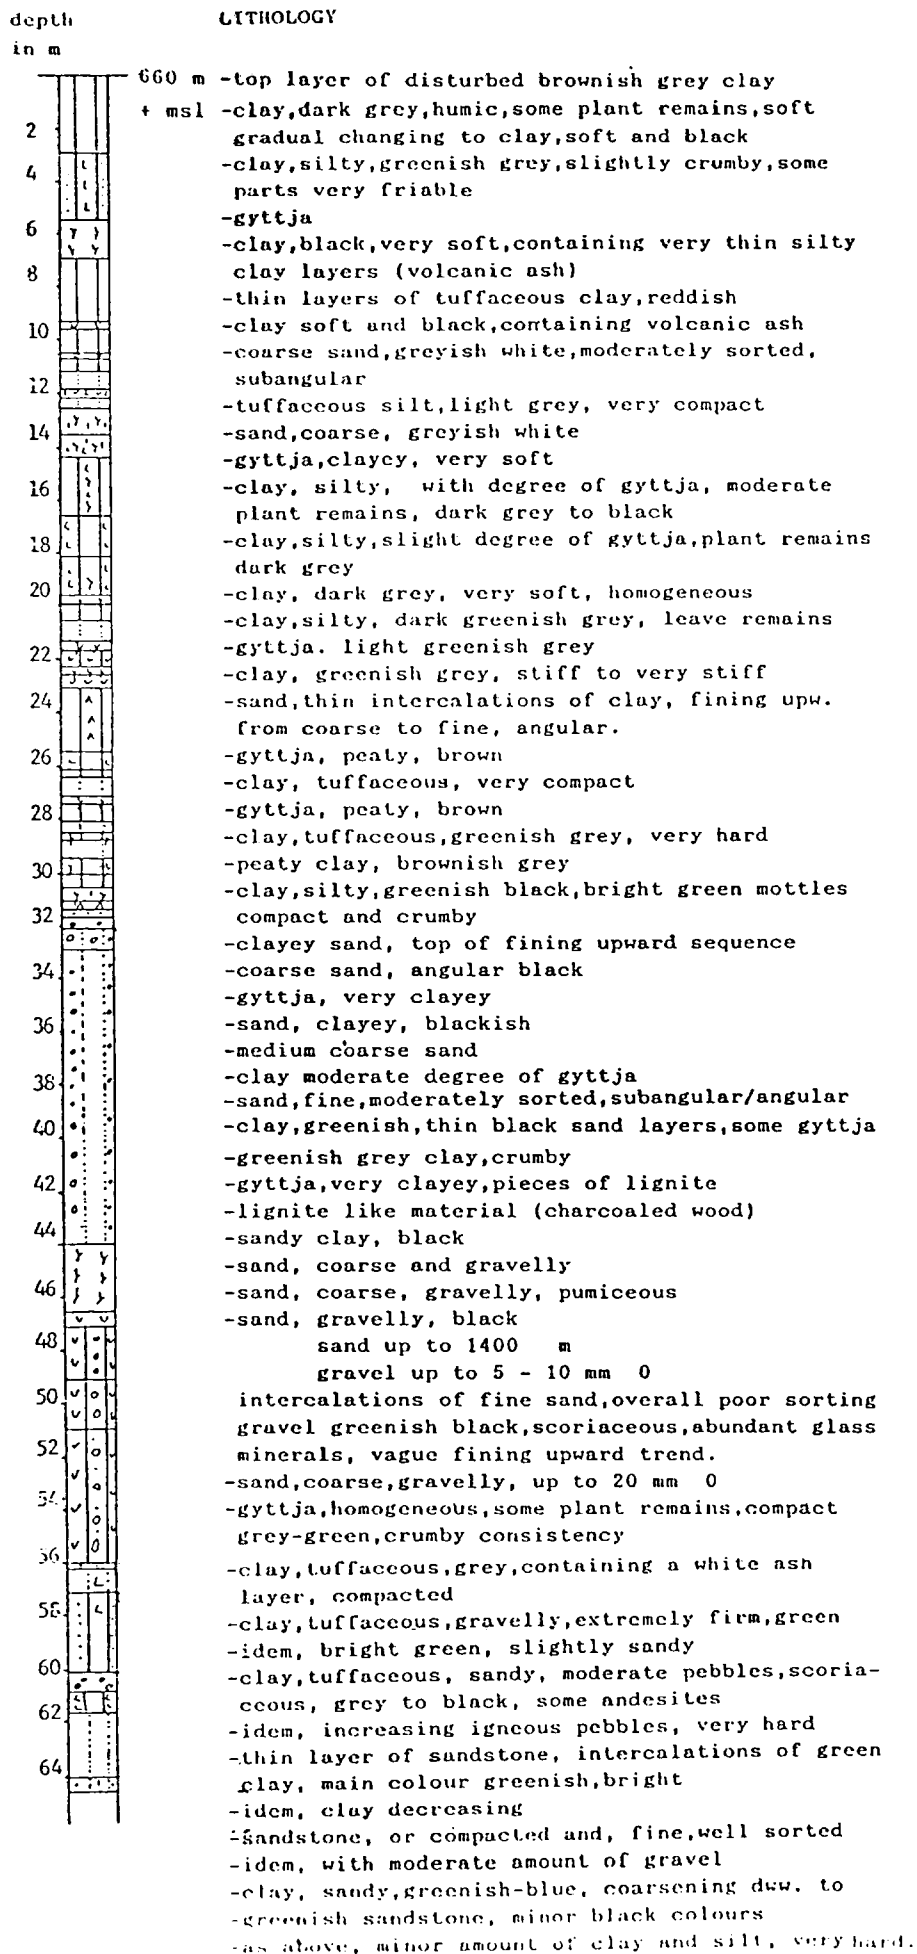 depth LITHOLOGY
in m
660 m -top layer of disturbed brownish grey clay
+ msl -clay,dark grey,humic,some plant remains,soft
2 gradual changing to clay,soft and black
-clay,silty,greenish grey,slightly crumby,some
4 parts very friable
-gyttja
6 -clay,black,very soft,containing very thin silty
8 clay layers (volcanic ash)
-thin layers of tuffaceous clay,reddish
10 -clay soft and black,containing volcanic ash
-coarse sand,greyish white,moderately sorted,
12 subangular
-tuffaceous silt,light grey, very compact
14 -sand,coarse, greyish white
-gyttja,clayey, very soft
16 -clay, silty, with degree of gyttja, moderate
plant remains, dark grey to black
18 -clay,silty,slight degree of gyttja,plant remains
dark grey
20 -clay, dark grey, very soft, homogeneous
-clay,silty, dark greenish grey, leave remains
22 -gyttja. light greenish grey
-clay, greenish grey, stiff to very stiff
24 -sand,thin intercalations of clay, fining upw.
from coarse to fine, angular.
26 -gyttja, peaty, brown
-clay, tuffaceous, very compact
28 -gyttja, peaty, brown
-clay,tuffaceous,greenish grey, very hard
30 -peaty clay, brownish grey
-clay,silty,greenish black,bright green mottles
32 compact and crumby
-clayey sand, top of fining upward sequence
34 -coarse sand, angular black
-gyttja, very clayey
36 -sand, clayey, blackish
-medium coarse sand
38 -clay moderate degree of gyttja
-sand,fine,moderately sorted,subangular/angular
40 -clay,greenish,thin black sand layers,some gyttja
-greenish grey clay,crumby
42 -gyttja,very clayey,pieces of lignite
-lignite like material (charcoaled wood)
44 -sandy clay, black
-sand, coarse and gravelly
46 -sand, coarse, gravelly, pumiceous
-sand, gravelly, black
48 sand up to 1400 m
gravel up to 5 - 10 mm 0
50 intercalations of fine sand,overall poor sorting
gravel greenish black,scoriaceous,abundant glass
52 minerals, vague fining upward trend.
-sand,coarse,gravelly, up to 20 mm 0
54 -gyttja,homogeneous,some plant remains,compact
grey-green,crumby consistency
56 -clay,tuffaceous,grey,containing a white ash
layer, compacted
58 -clay,tuffaceous,gravelly,extremely firm,green
-idem, bright green, slightly sandy
60 -clay,tuffaceous, sandy, moderate pebbles,scoria-
ceous, grey to black, some andesites
62 -idem, increasing igneous pebbles, very hard
-thin layer of sandstone, intercalations of green
64 clay, main colour greenish,bright
-idem, clay decreasing
-sandstone, or compacted and, fine,well sorted
-idem, with moderate amount of gravel
-clay, sandy,greenish-blue, coarsening dww. to
-greenish sandstone, minor black colours
-as above, minor amount of clay and silt, very hard.